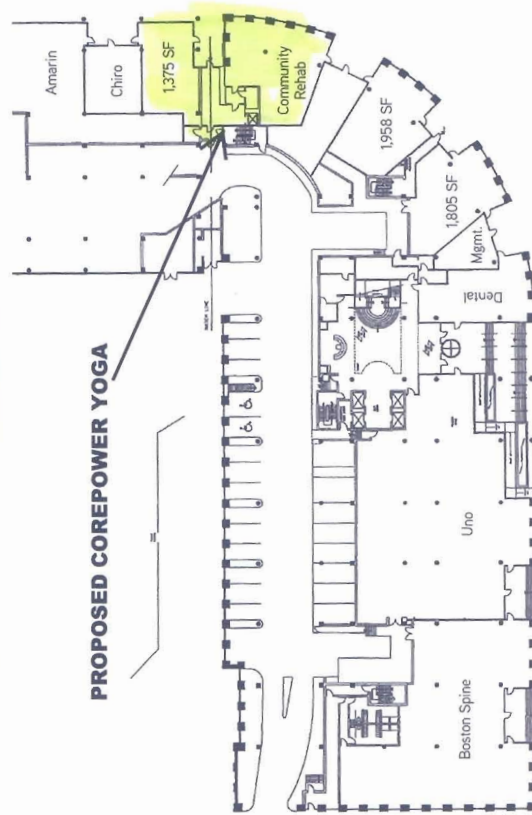 PROPOSED COREPOWER YOGA
Amarin
Chiro
1,375 SF
Community
Rehab
1,958 SF
1,805 SF
Mgmt.
Dental
Uno
Boston Spine